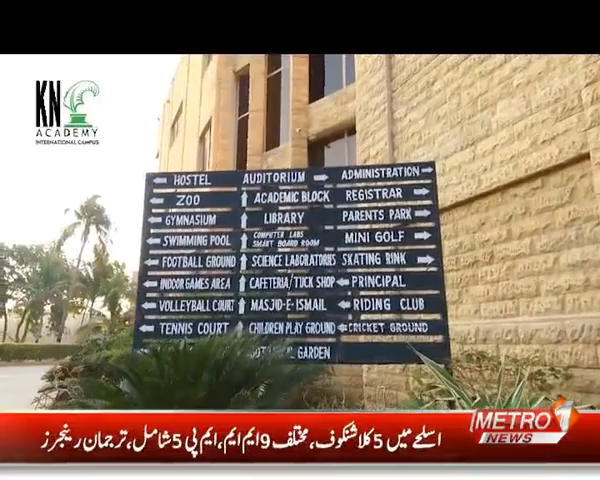 KN
ACADEMY
INTERNATIONAL CAMPUS
HOSTEL AUDITORIUM ADMINISTRATION
ZOO ACADEMIC BLOCK REGISTRAR
GYMNASIUM LIBRARY PARENTS PARK
SWIMMING POOL COMPUTER LABS SMART BOARD ROOM MINI GOLF
FOOTBALL GROUND SCIENCE LABORATORIES SKATING RINK
INDOOR GAMES AREA CAFETERIA/TUCK SHOP PRINCIPAL
VOLLEYBALL COURT MASJID-E-ISMAIL RIDING CLUB
TENNIS COURT CHILDREN PLAY GROUND CRICKET GROUND
GARDEN
اسلحے میں 5 کلاشنکوف، مختلف 9 ایم ایم، ایم پی 5 شامل، ترجمان رینجرز
METRO 1
NEWS